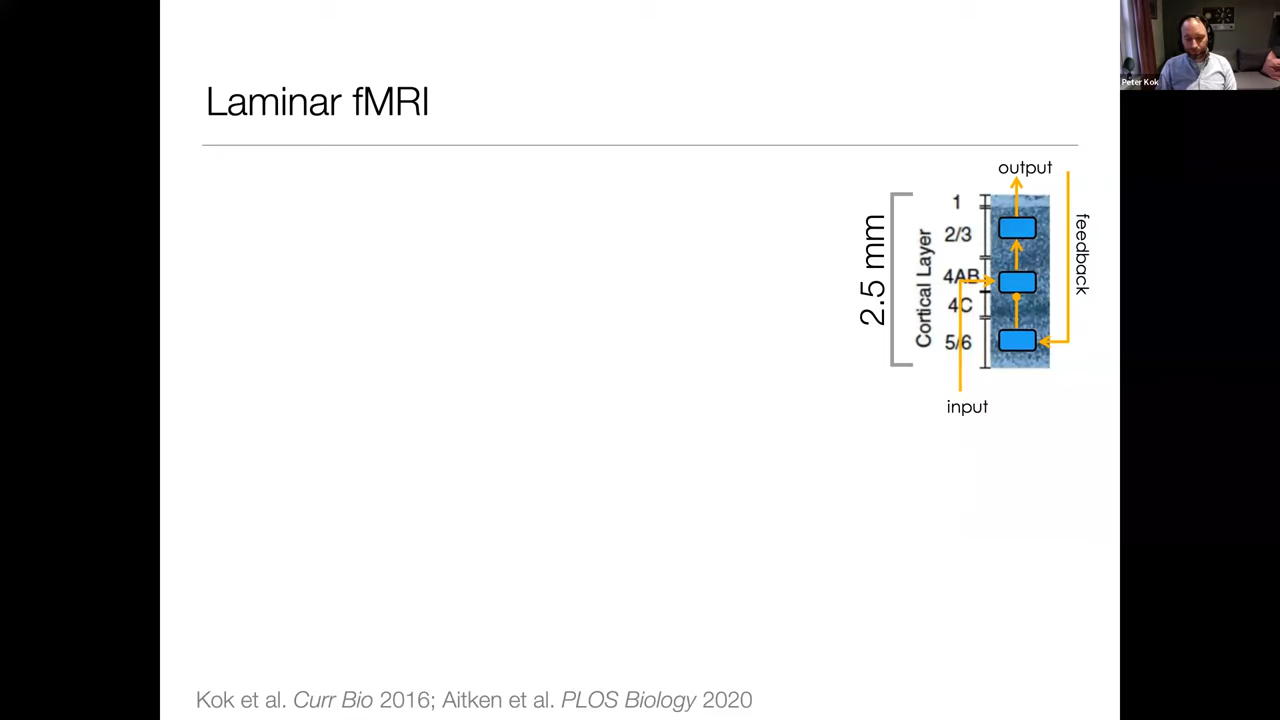 Peter Kok
Laminar fMRI
output
1
2/3
4AB
4C
5/6
Cortical Layer
2.5 mm
feedback
input
Kok et al. Curr Bio 2016; Aitken et al. PLOS Biology 2020